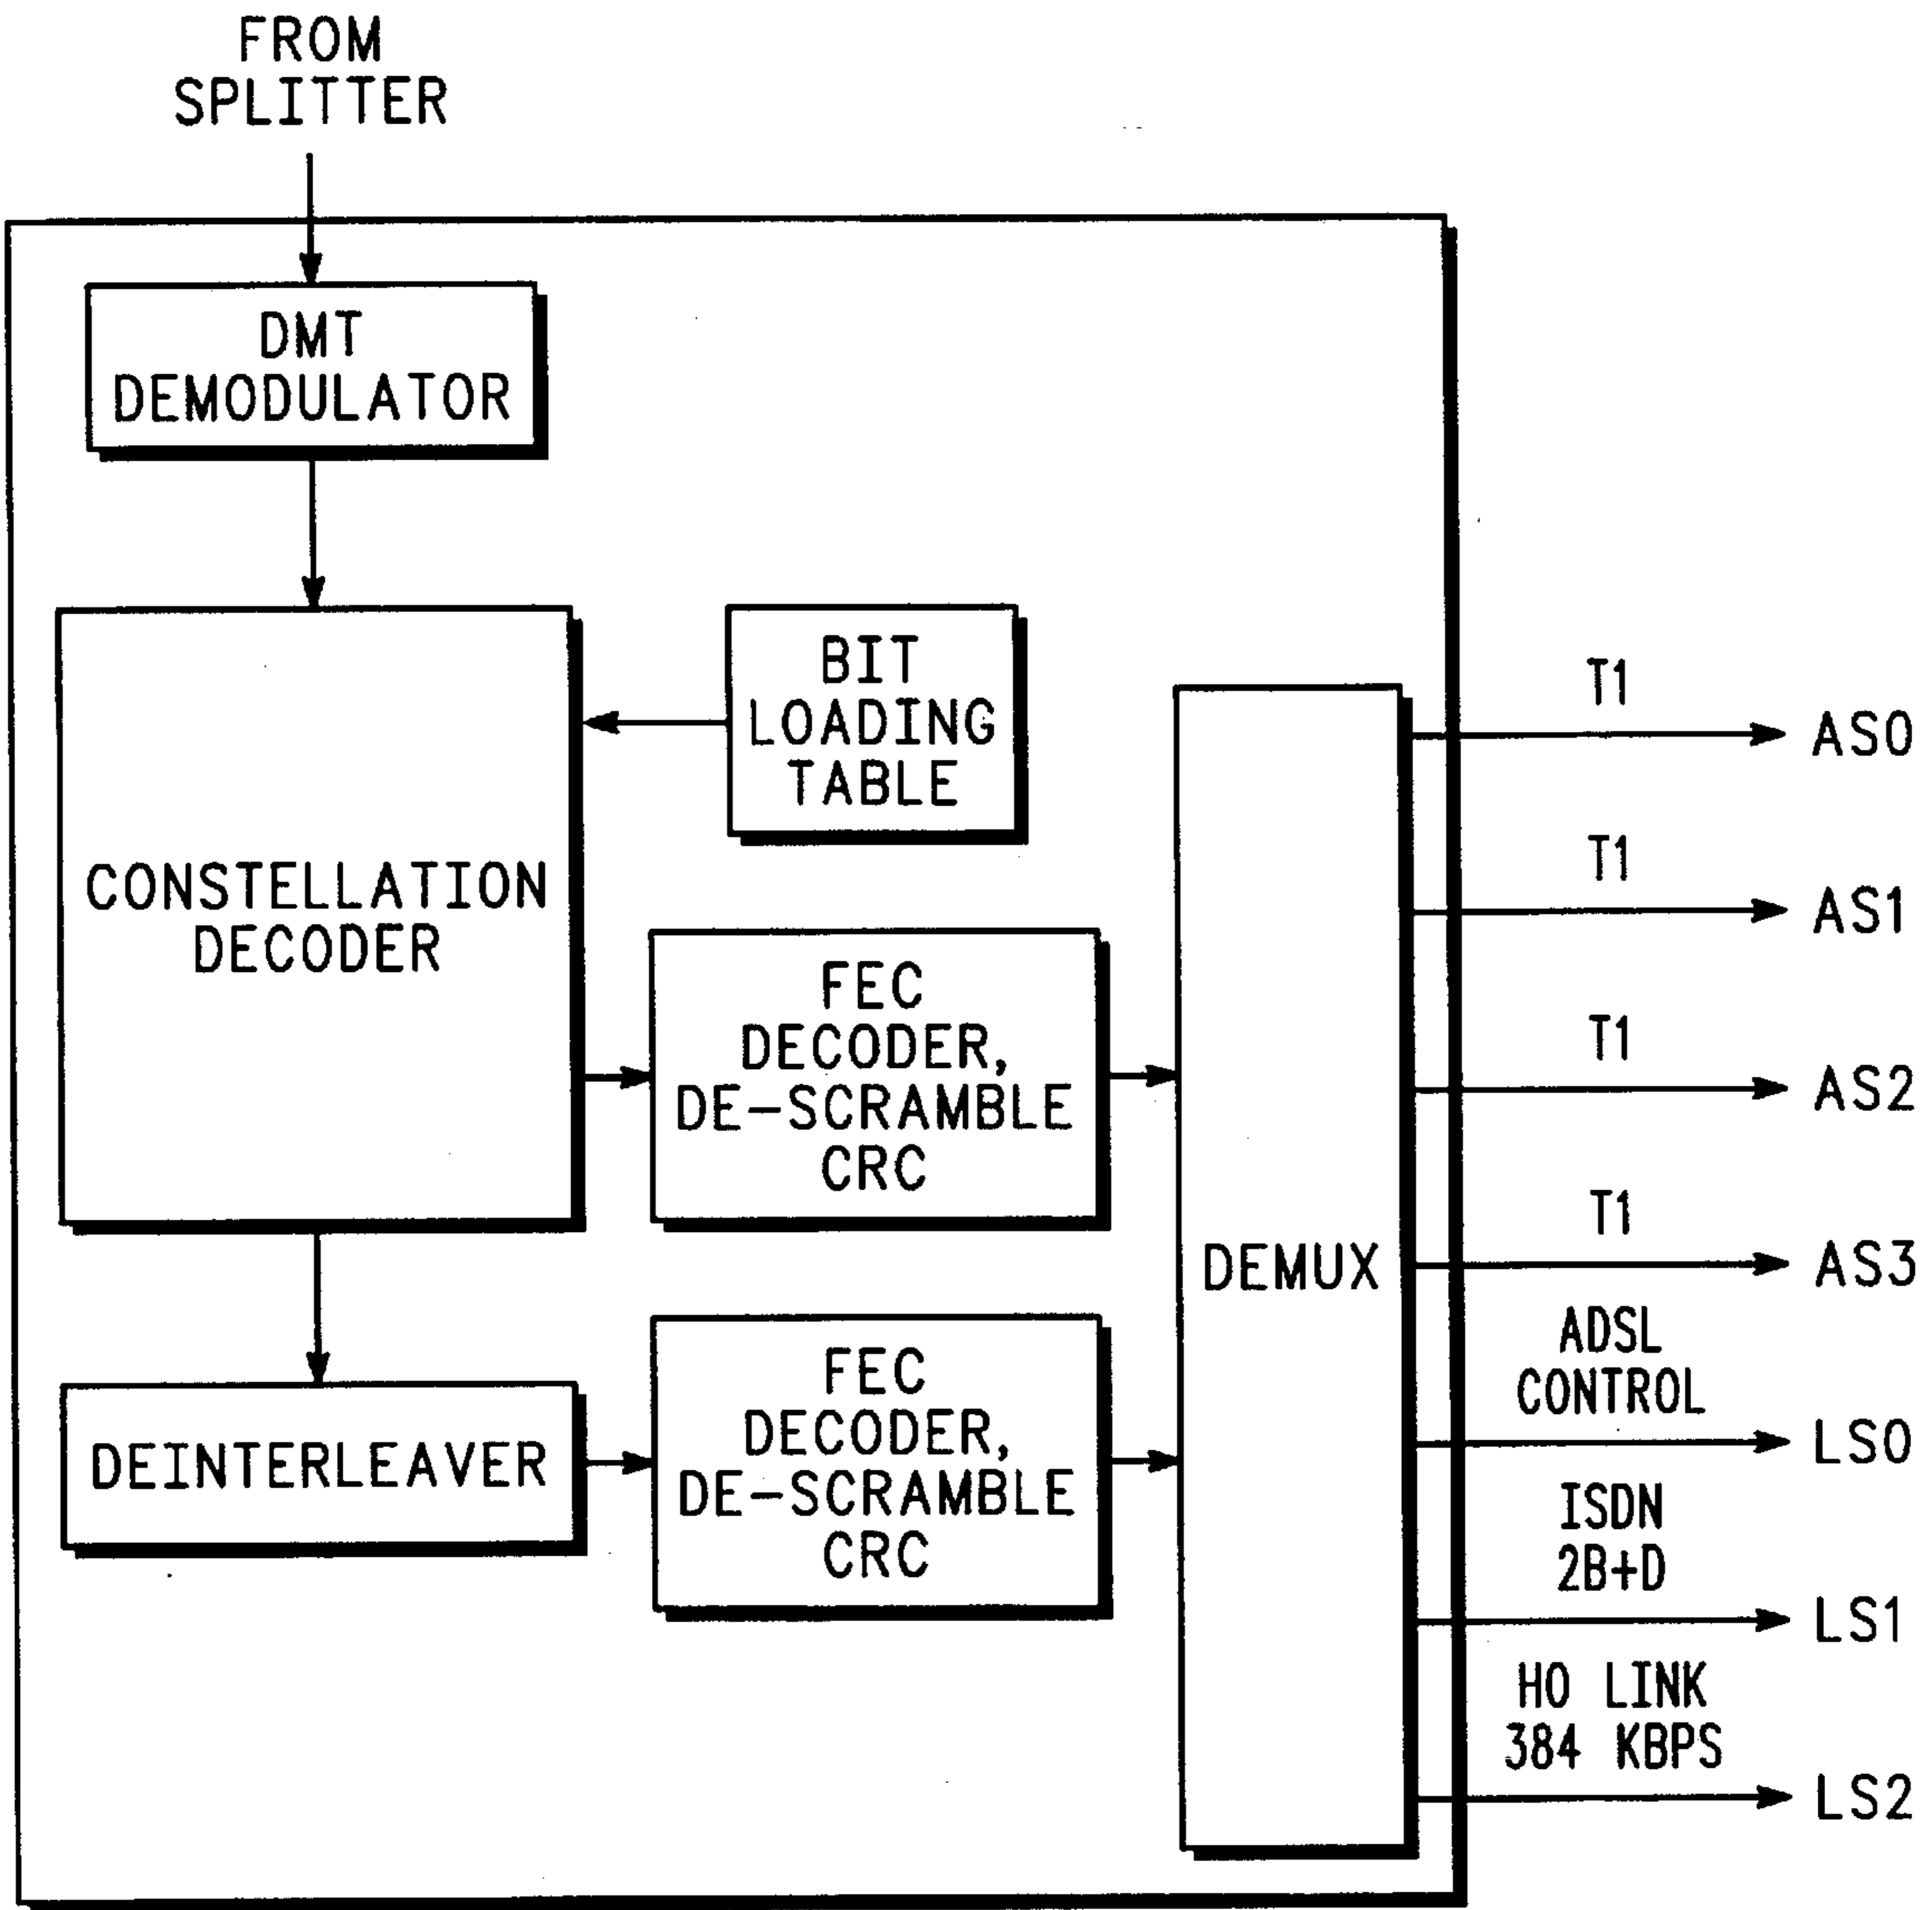 FROM
SPLITTER
DMT
DEMODULATOR
BIT
LOADING
TABLE
CONSTELLATION
DECODER
FEC
DECODER,
DE-SCRAMBLE
CRC
DEINTERLEAVER
FEC
DECODER,
DE-SCRAMBLE
CRC
DEMUX
T1
AS0
T1
AS1
T1
AS2
T1
AS3
ADSL
CONTROL
LS0
ISDN
2B+D
LS1
H0 LINK
384 KBPS
LS2